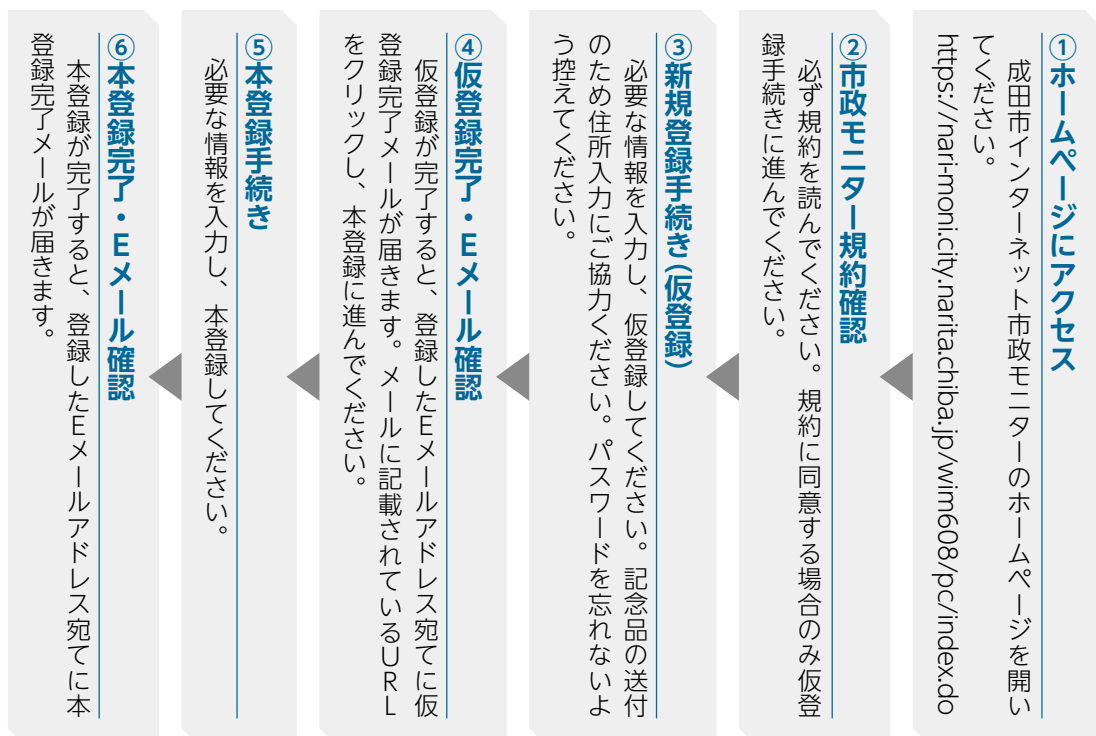 ①ホームページにアクセス
成田市インターネット市政モニターのホームページを開い
てください。
https://nari-moni.city.narita.chiba.jp/wim608/pc/index.do
②市政モニター規約確認
必ず規約を読んでください。規約に同意する場合のみ仮登
録手続きに進んでください。
③新規登録手続き(仮登録)
必要な情報を入力し、仮登録してください。記念品の送付
のため住所入力にご協力ください。パスワードを忘れないよ
う控えてください。
④仮登録完了・Eメール確認
仮登録が完了すると、登録したEメールアドレス宛てに仮
登録完了メールが届きます。メールに記載されているURL
をクリックし、本登録に進んでください。
⑤本登録手続き
必要な情報を入力し、本登録してください。
⑥本登録完了・Eメール確認
本登録が完了すると、登録したEメールアドレス宛てに本
登録完了メールが届きます。